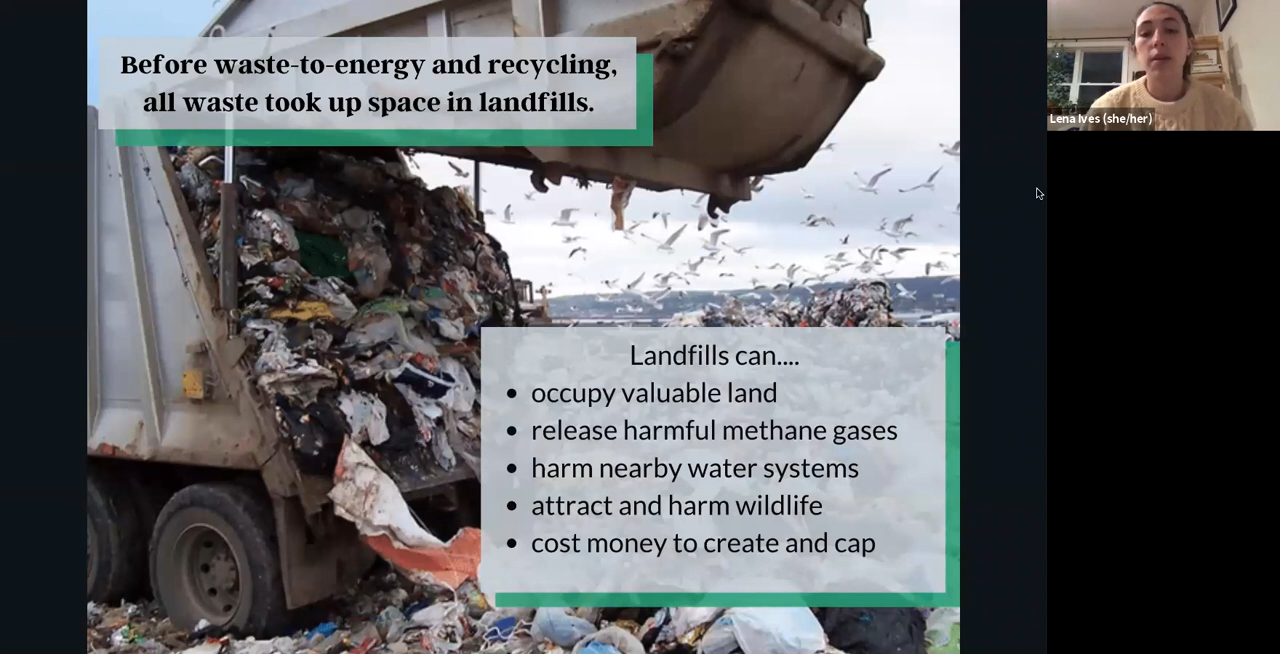 Before waste-to-energy and recycling,
all waste took up space in landfills.
Landfills can....
• occupy valuable land
• release harmful methane gases
• harm nearby water systems
• attract and harm wildlife
• cost money to create and cap
Lena Ives (she/her)